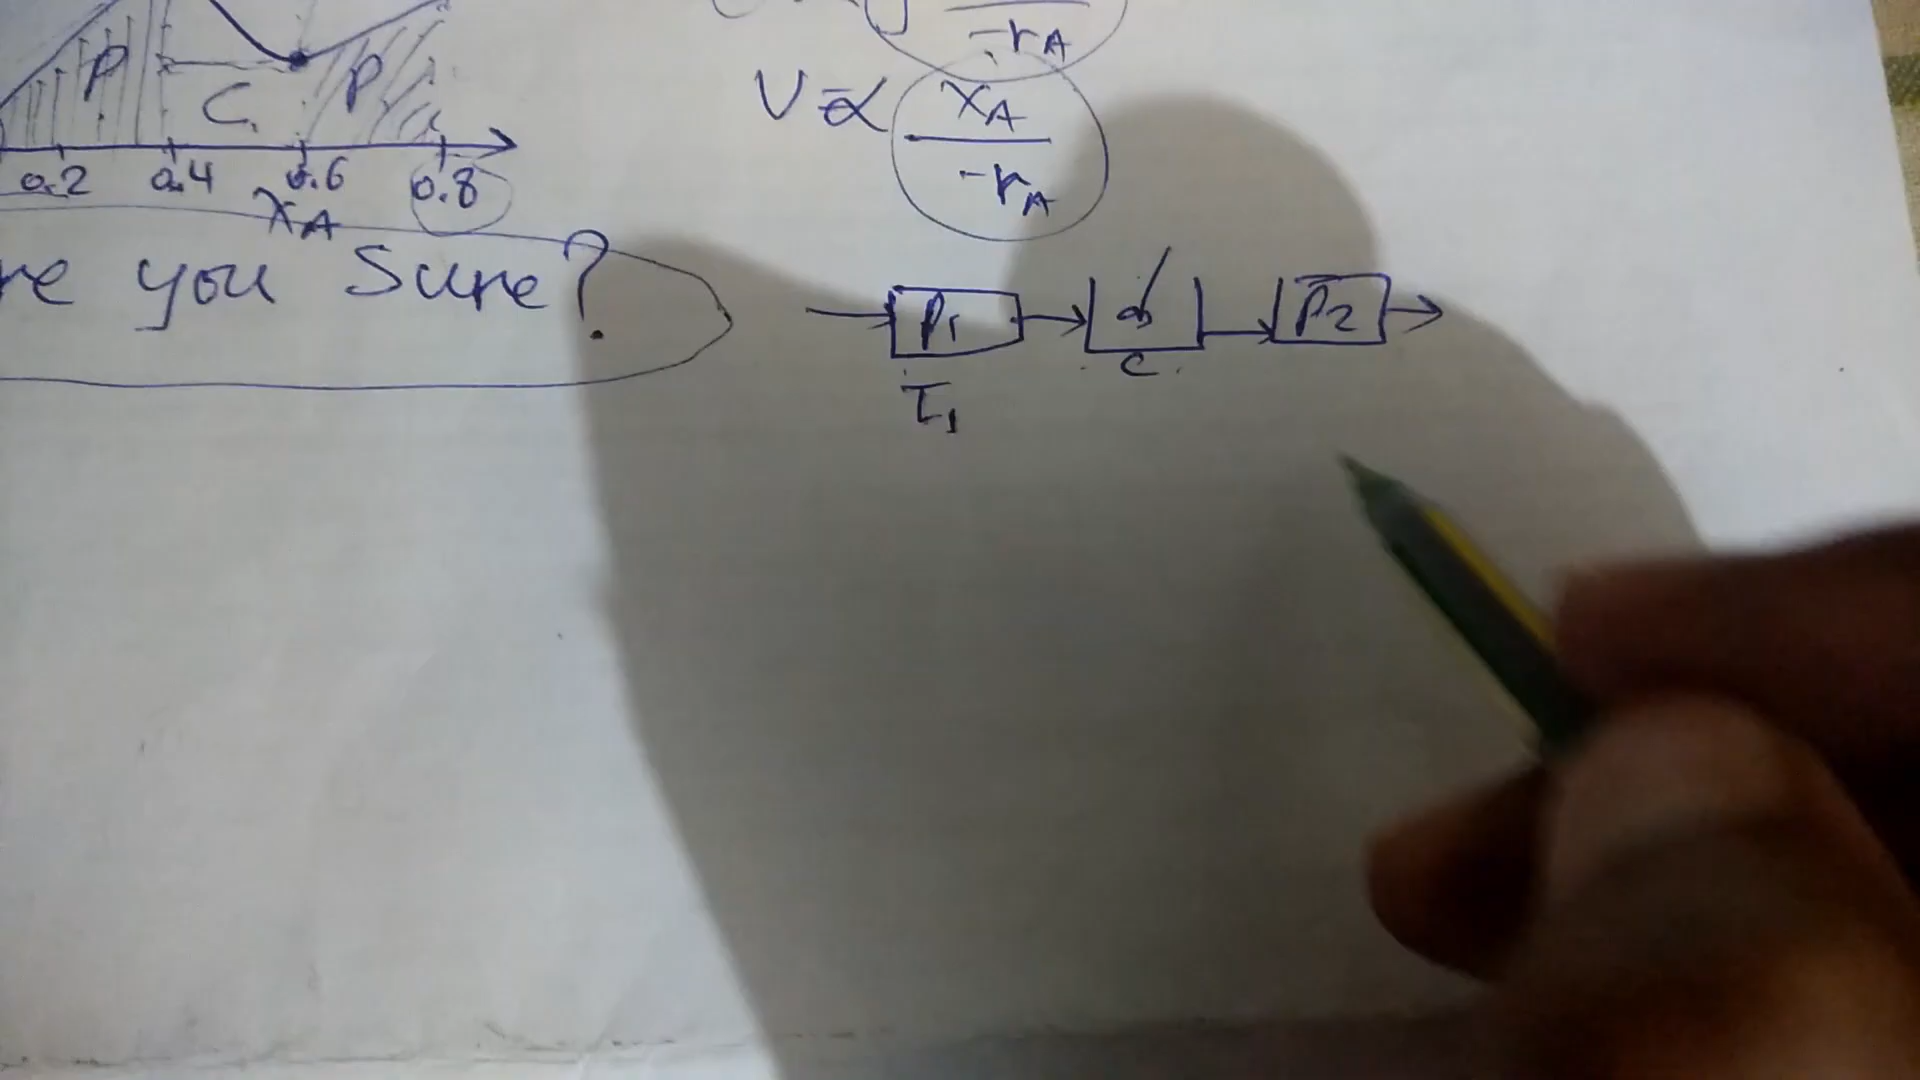 P C P
0.2 0.4 0.6 0.8
XA
-rA
V α XA
-rA
re you Sure?
P1 P2
C
τ1